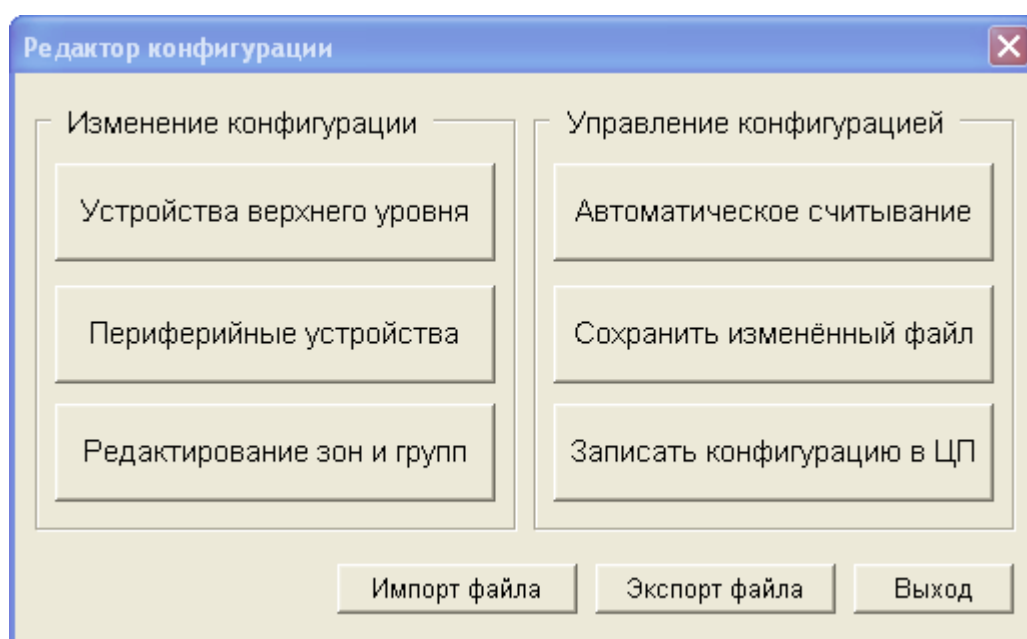 Редактор конфигурации
Изменение конфигурации
Устройства верхнего уровня
Периферийные устройства
Редактирование зон и групп
Управление конфигурацией
Автоматическое считывание
Сохранить изменённый файл
Записать конфигурацию в ЦП
Импорт файла
Экспорт файла
Выход